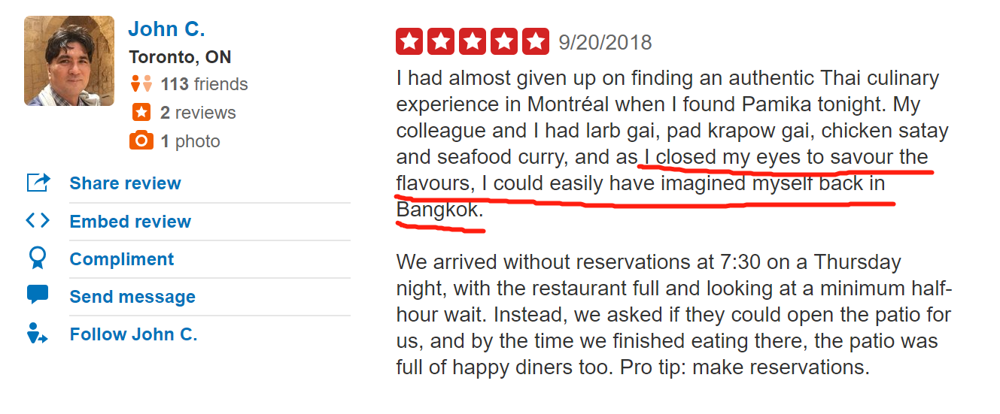 John C.
Toronto, ON
113 friends
2 reviews
1 photo
Share review
Embed review
Compliment
Send message
Follow John C.
9/20/2018
I had almost given up on finding an authentic Thai culinary
experience in Montréal when I found Pamika tonight. My
colleague and I had larb gai, pad krapow gai, chicken satay
and seafood curry, and as I closed my eyes to savour the
flavours, I could easily have imagined myself back in
Bangkok.
We arrived without reservations at 7:30 on a Thursday
night, with the restaurant full and looking at a minimum half-
hour wait. Instead, we asked if they could open the patio for
us, and by the time we finished eating there, the patio was
full of happy diners too. Pro tip: make reservations.